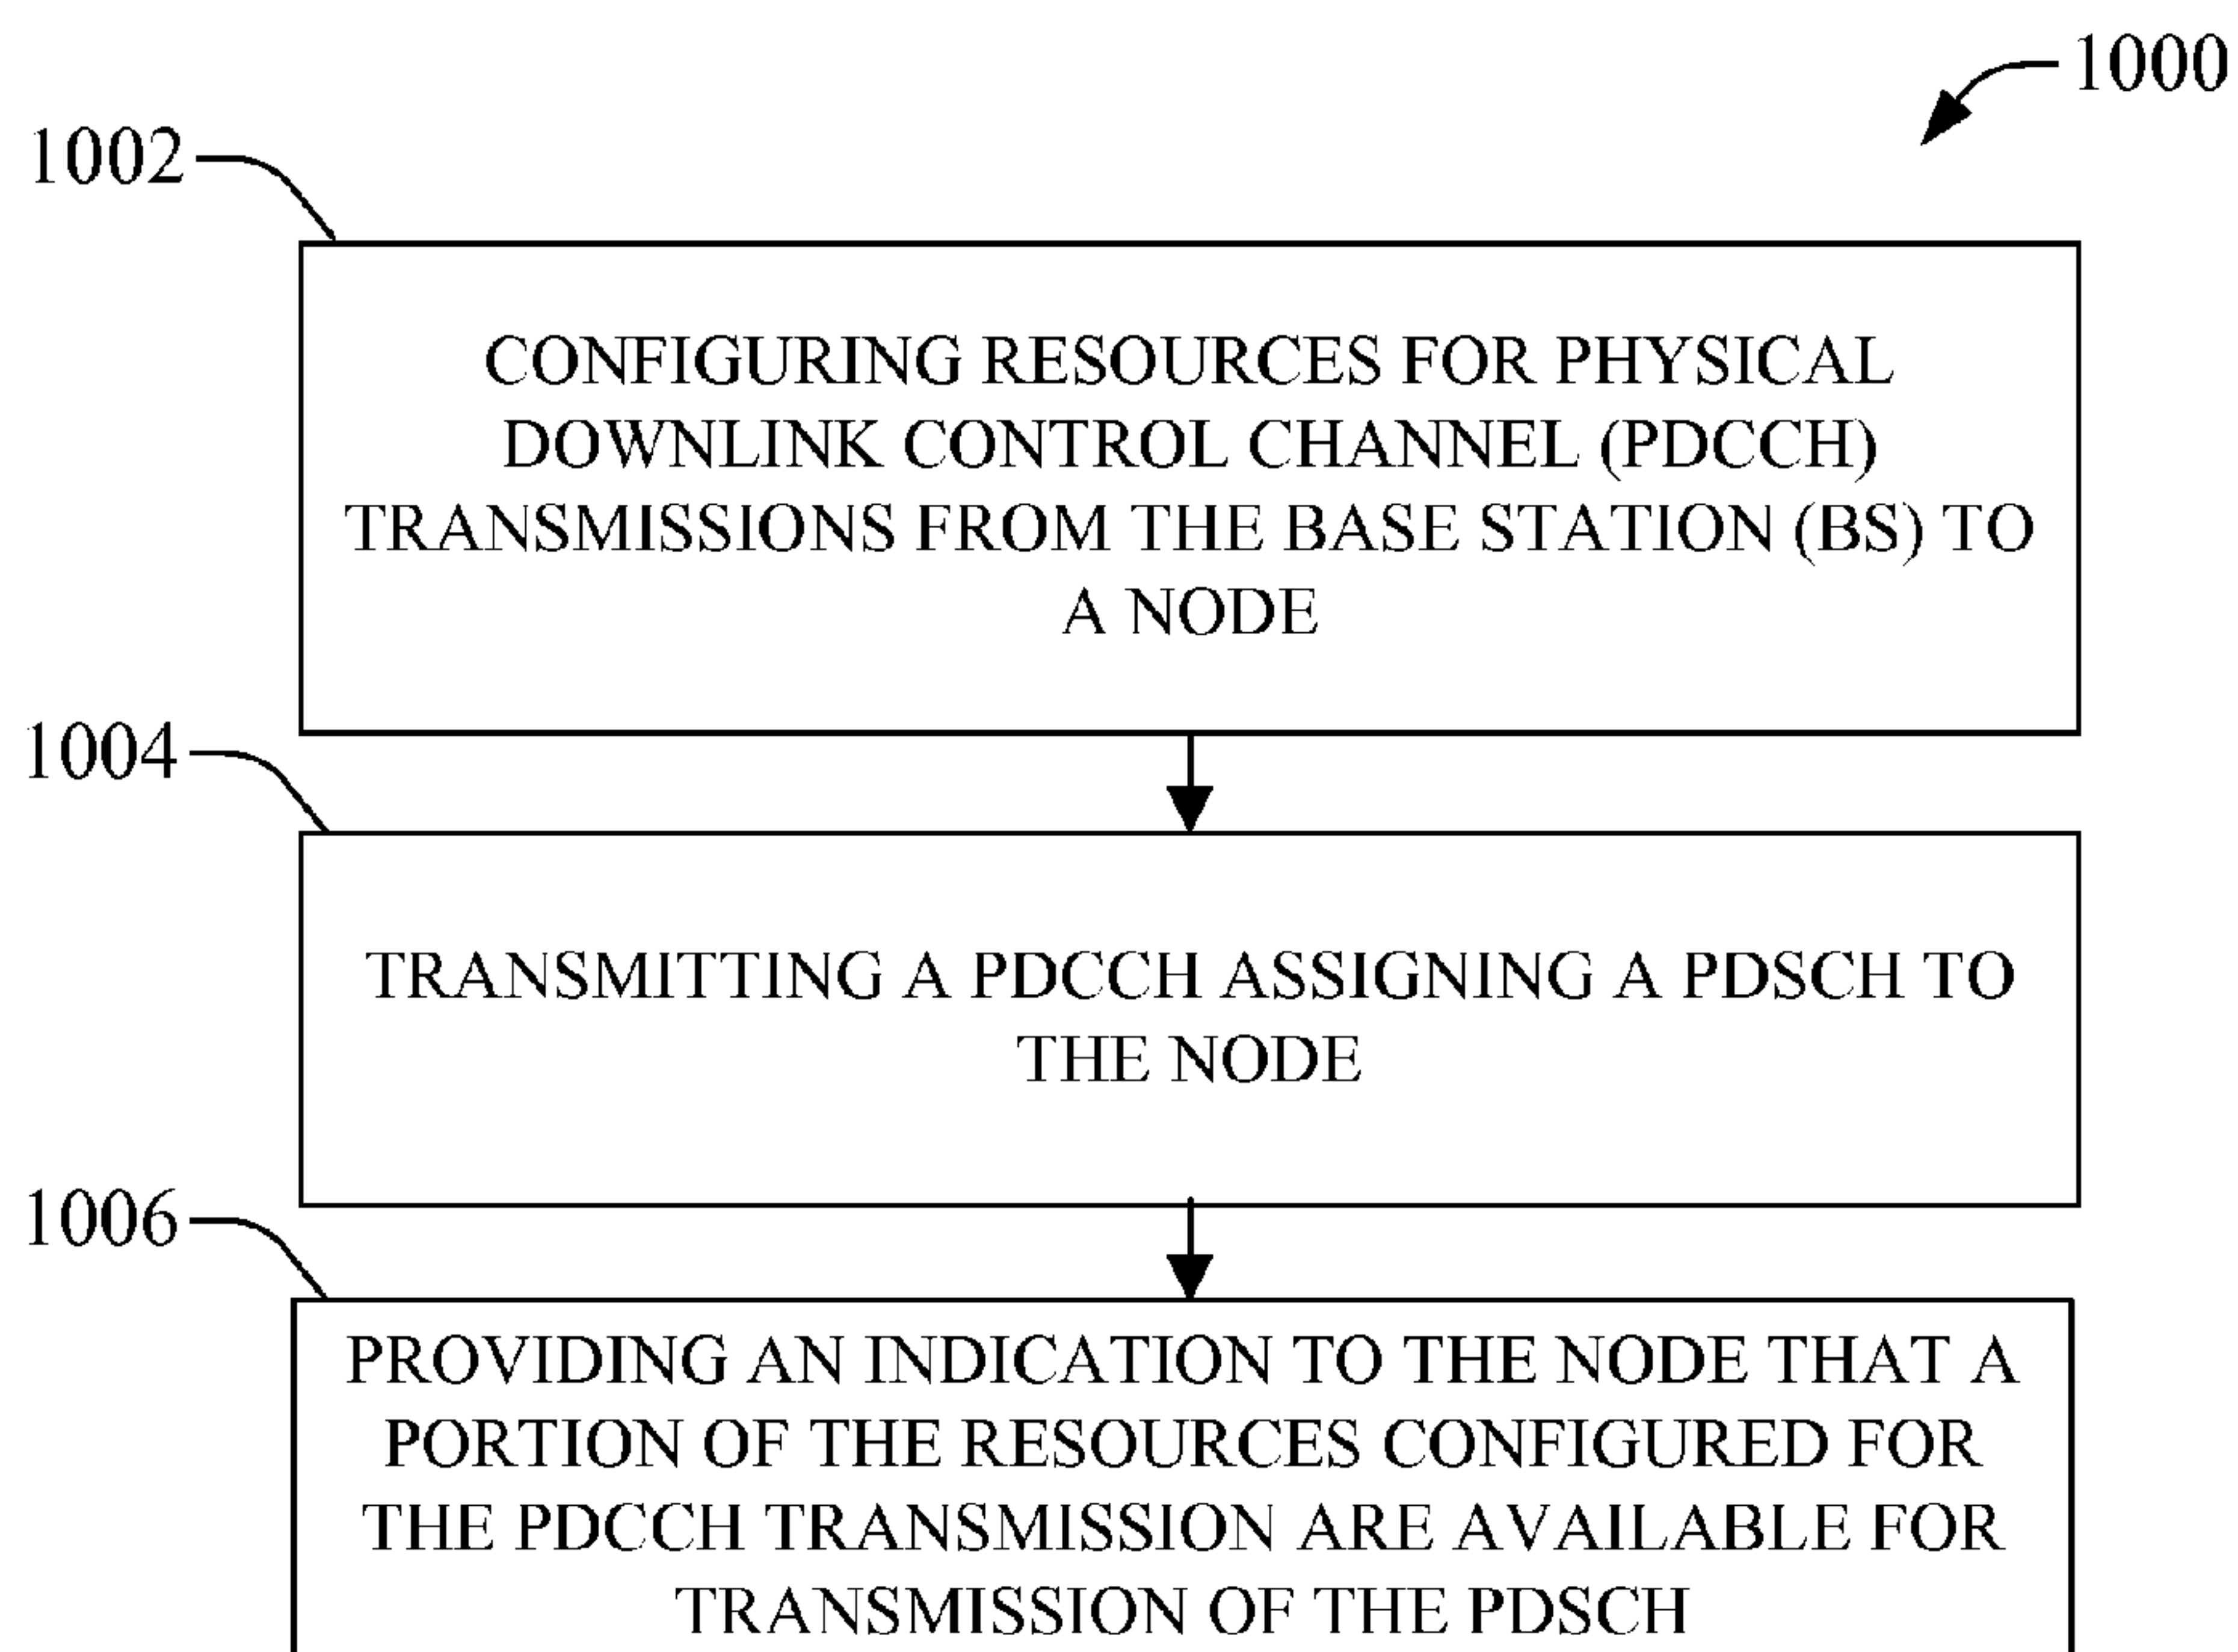 1000
1002
CONFIGURING RESOURCES FOR PHYSICAL
DOWNLINK CONTROL CHANNEL (PDCCH)
TRANSMISSIONS FROM THE BASE STATION (BS) TO
A NODE
1004
TRANSMITTING A PDCCH ASSIGNING A PDSCH TO
THE NODE
1006
PROVIDING AN INDICATION TO THE NODE THAT A
PORTION OF THE RESOURCES CONFIGURED FOR
THE PDCCH TRANSMISSION ARE AVAILABLE FOR
TRANSMISSION OF THE PDSCH